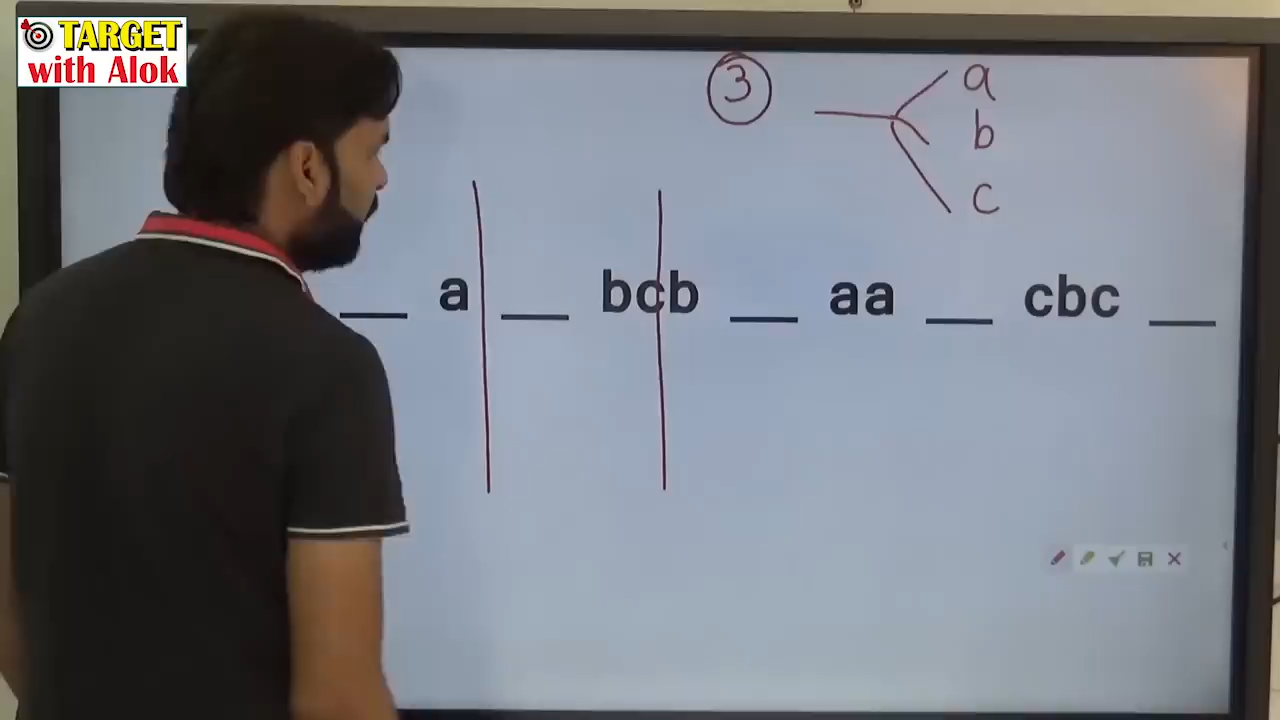 TARGET
with Alok
3
a
b
c
__ a __ bcb __ aa __ cbc __